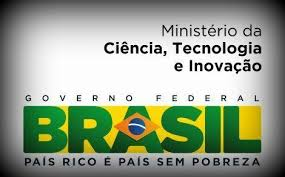 Ministério da
Ciência, Tecnologia
e Inovação
GOVERNO FEDERAL
BRASIL
PAÍS RICO É PAÍS SEM POBREZA